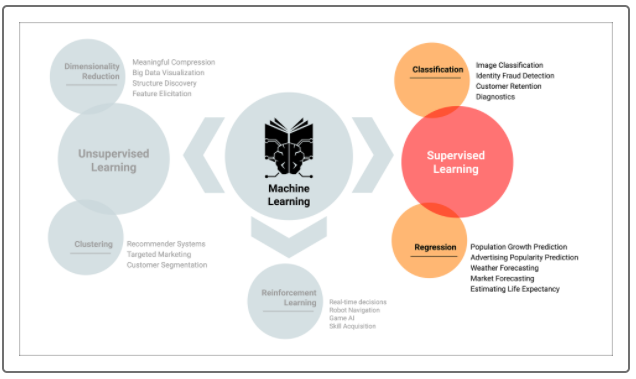 Dimensionality
Reduction
Meaningful Compression
Big Data Visualization
Structure Discovery
Feature Elicitation
Unsupervised
Learning
Clustering
Recommender Systems
Targeted Marketing
Customer Segmentation
Machine
Learning
Reinforcement
Learning
Real-time decisions
Robot Navigation
Game AI
Skill Acquisition
Classification
Image Classification
Identity Fraud Detection
Customer Retention
Diagnostics
Supervised
Learning
Regression
Population Growth Prediction
Advertising Popularity Prediction
Weather Forecasting
Market Forecasting
Estimating Life Expectancy